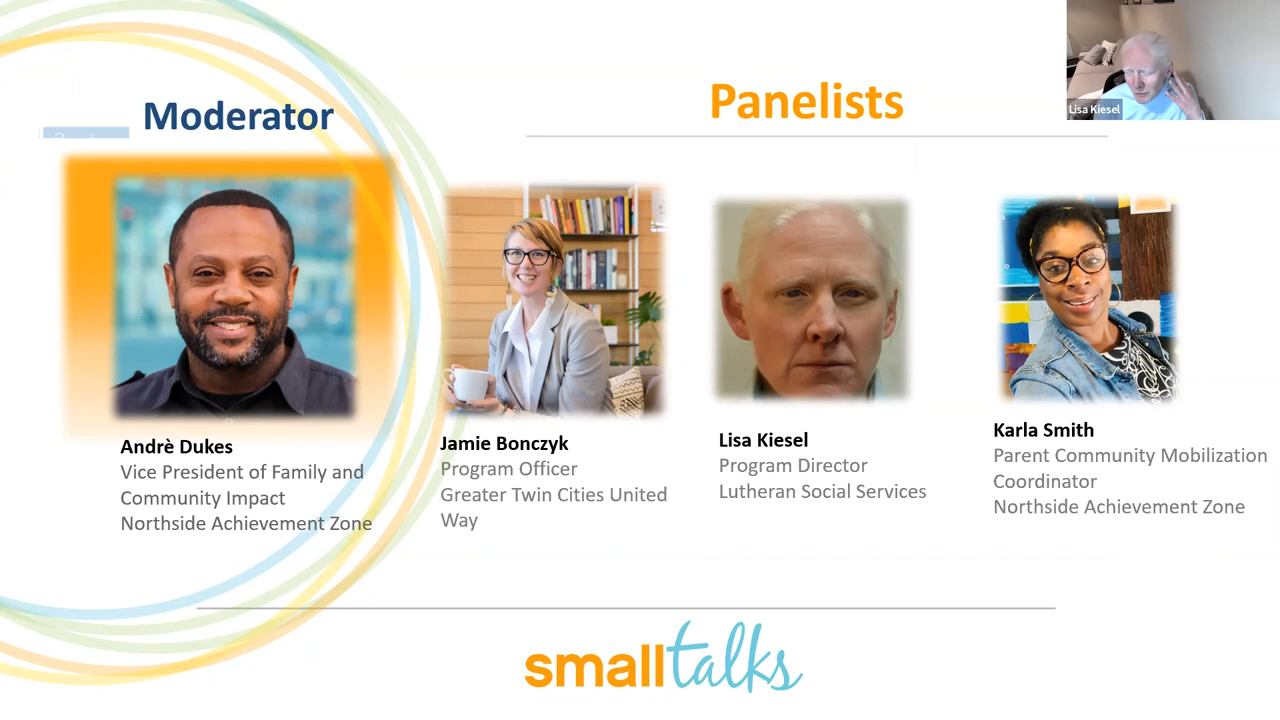 Moderator
Panelists
Lisa Kiesel
Andrè Dukes
Vice President of Family and
Community Impact
Northside Achievement Zone
Jamie Bonczyk
Program Officer
Greater Twin Cities United
Way
Lisa Kiesel
Program Director
Lutheran Social Services
Karla Smith
Parent Community Mobilization
Coordinator
Northside Achievement Zone
smalltalks